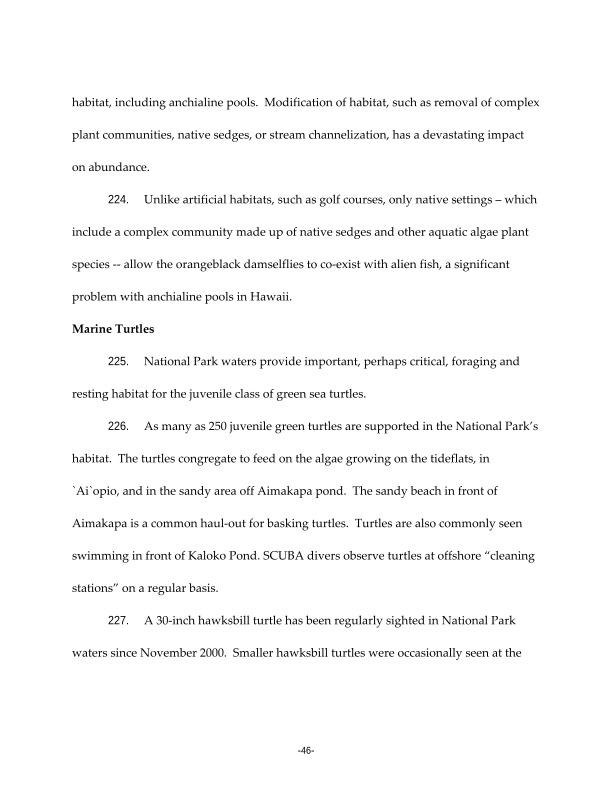 habitat, including anchialine pools.  Modification of habitat, such as removal of complex
plant communities, native sedges, or stream channelization, has a devastating impact
on abundance.
224.    Unlike artificial habitats, such as golf courses, only native settings – which
include a complex community made up of native sedges and other aquatic algae plant
species -- allow the orangeblack damselflies to co-exist with alien fish, a significant
problem with anchialine pools in Hawaii.
Marine Turtles
225.    National Park waters provide important, perhaps critical, foraging and
resting habitat for the juvenile class of green sea turtles.
226.    As many as 250 juvenile green turtles are supported in the National Park’s
habitat.  The turtles congregate to feed on the algae growing on the tideflats, in
`Ai`opio, and in the sandy area off Aimakapa pond.  The sandy beach in front of
Aimakapa is a common haul-out for basking turtles.  Turtles are also commonly seen
swimming in front of Kaloko Pond. SCUBA divers observe turtles at offshore “cleaning
stations” on a regular basis.
227.    A 30-inch hawksbill turtle has been regularly sighted in National Park
waters since November 2000.  Smaller hawksbill turtles were occasionally seen at the
-46-